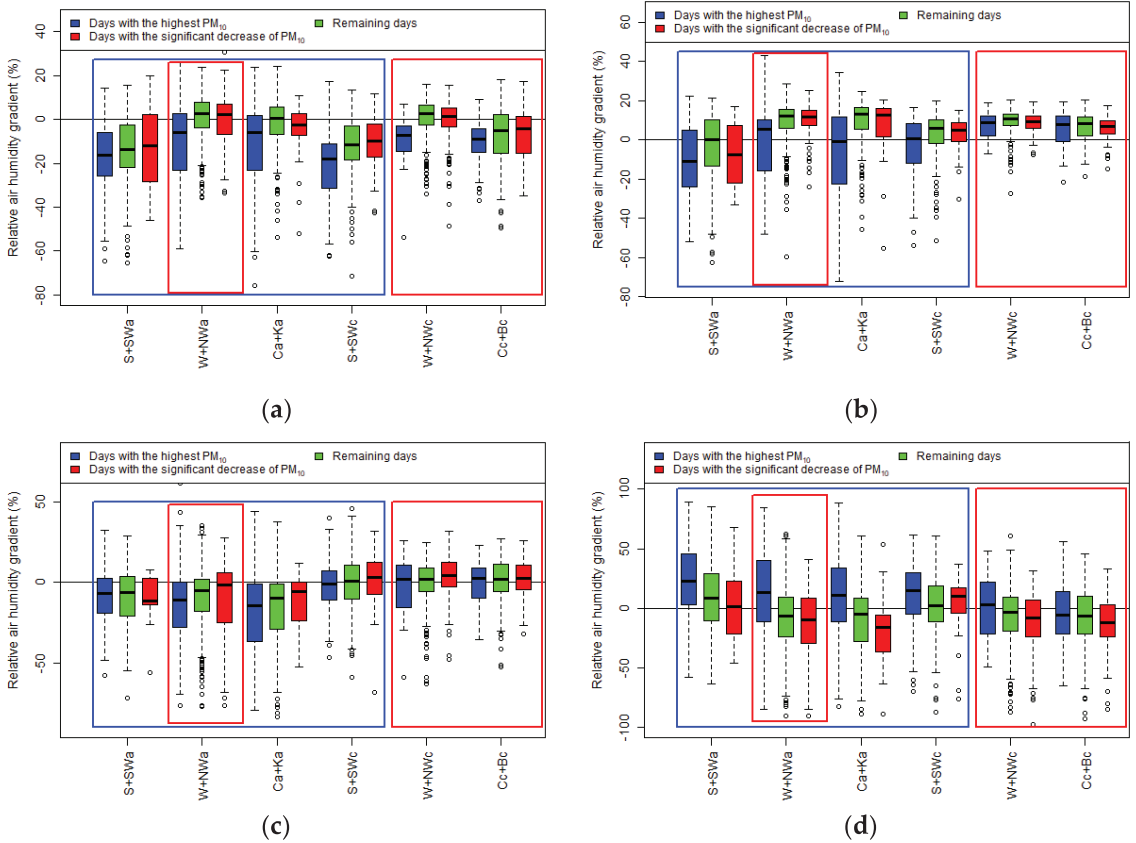 Days with the highest PM10
Remaining days
Days with the significant decrease of PM10
Relative air humidity gradient (%)
40
20
0
-20
-40
-60
-80
S+SWa
W+NWa
Ca+Ka
S+SWc
W+NWc
Cc+Bc
(a)
Days with the highest PM10
Remaining days
Days with the significant decrease of PM10
Relative air humidity gradient (%)
60
40
20
0
-20
-40
-60
-80
S+SWa
W+NWa
Ca+Ka
S+SWc
W+NWc
Cc+Bc
(b)
Days with the highest PM10
Remaining days
Days with the significant decrease of PM10
Relative air humidity gradient (%)
50
0
-50
S+SWa
W+NWa
Ca+Ka
S+SWc
W+NWc
Cc+Bc
(c)
Days with the highest PM10
Remaining days
Days with the significant decrease of PM10
Relative air humidity gradient (%)
100
50
0
-50
-100
S+SWa
W+NWa
Ca+Ka
S+SWc
W+NWc
Cc+Bc
(d)